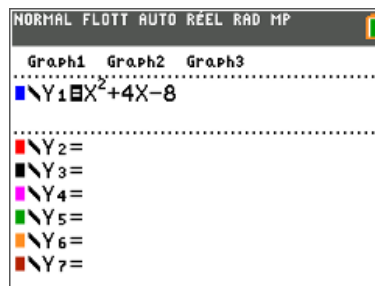 NORMAL FLOTT AUTO RÉEL RAD MP
Graph1 Graph2 Graph3
\Y1=X²+4X-8
\Y2=
\Y3=
\Y4=
\Y5=
\Y6=
\Y7=